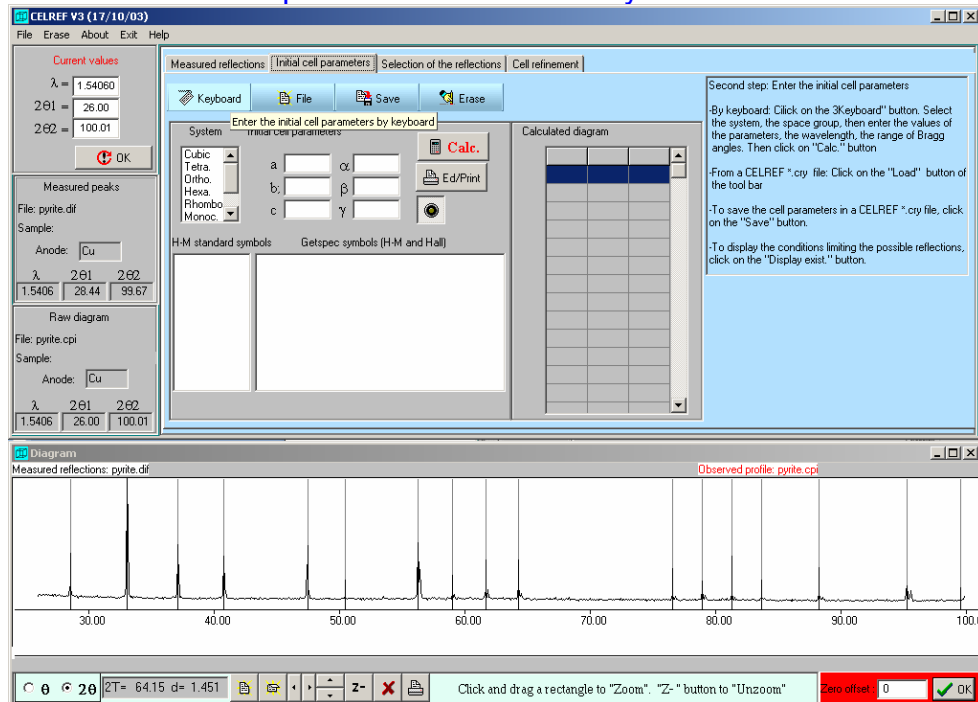 CELREF V3 (17/10/03)
File Erase About Exit Help
Current values
λ = 1.54060
2θ1 = 26.00
2θ2 = 100.01
OK
Measured peaks
File: pyrite.dif
Sample:
Anode: Cu
λ 2θ1 2θ2
1.5406 28.44 99.67
Raw diagram
File: pyrite.cpi
Sample:
Anode: Cu
λ 2θ1 2θ2
1.5406 26.00 100.01
Measured reflections Initial cell parameters Selection of the reflections Cell refinement
Keyboard File Save Erase
Enter the initial cell parameters by keyboard
System Initial cell parameters
Cubic
Tetra.
Ortho.
Hexa.
Rhombo
Monoc.
a α
b: β
c γ
Calc.
Ed/Print
H-M standard symbols Getspec symbols (H-M and Hall)
Calculated diagram
Second step: Enter the initial cell parameters
-By keyboard: Cilick on the 3Keyboard" button. Select
the system, the space group, then enter the values of
the parameters, the wavelength, the range of Bragg
angles. Then click on "Calc." button
-From a CELREF *.cry file: Click on the "Load" button of
the tool bar
-To save the cell parameters in a CELREF *.cry file, click
on the "Save" button.
-To display the conditions limiting the possible reflections,
click on the "Display exist." button.
Diagram
Measured reflections: pyrite.dif
Observed profile: pyrite.cpi
30.00 40.00 50.00 60.00 70.00 80.00 90.00 100.
θ 2θ 2T= 64.15 d= 1.451 Z- Click and drag a rectangle to "Zoom". "Z-" button to "Unzoom" Zero offset: 0 OK